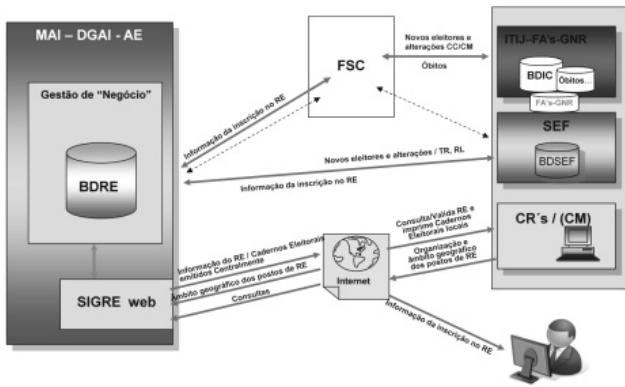 MAI – DGAI - AE
Gestão de “Negócio”
BDRE
SIGRE web
FSC
Novos eleitores e
alterações CC/CM
Óbitos
ITIJ–FA's-GNR
BDIC
Óbitos...
FA's-GNR
SEF
BDSEF
CR´s / (CM)
Informação da inscrição no RE
Novos eleitores e alterações / TR, RL
Informação da inscrição no RE
Consulta/Valida RE e
imprime Cadernos
Eleitorais locais
Organização e
âmbito geográfico
dos postos de RE
Informação do RE / Cadernos Eleitorais
emitidos Centralmente
Âmbito geográfico dos postos de RE
Consultas
Internet
Informação da inscrição no RE